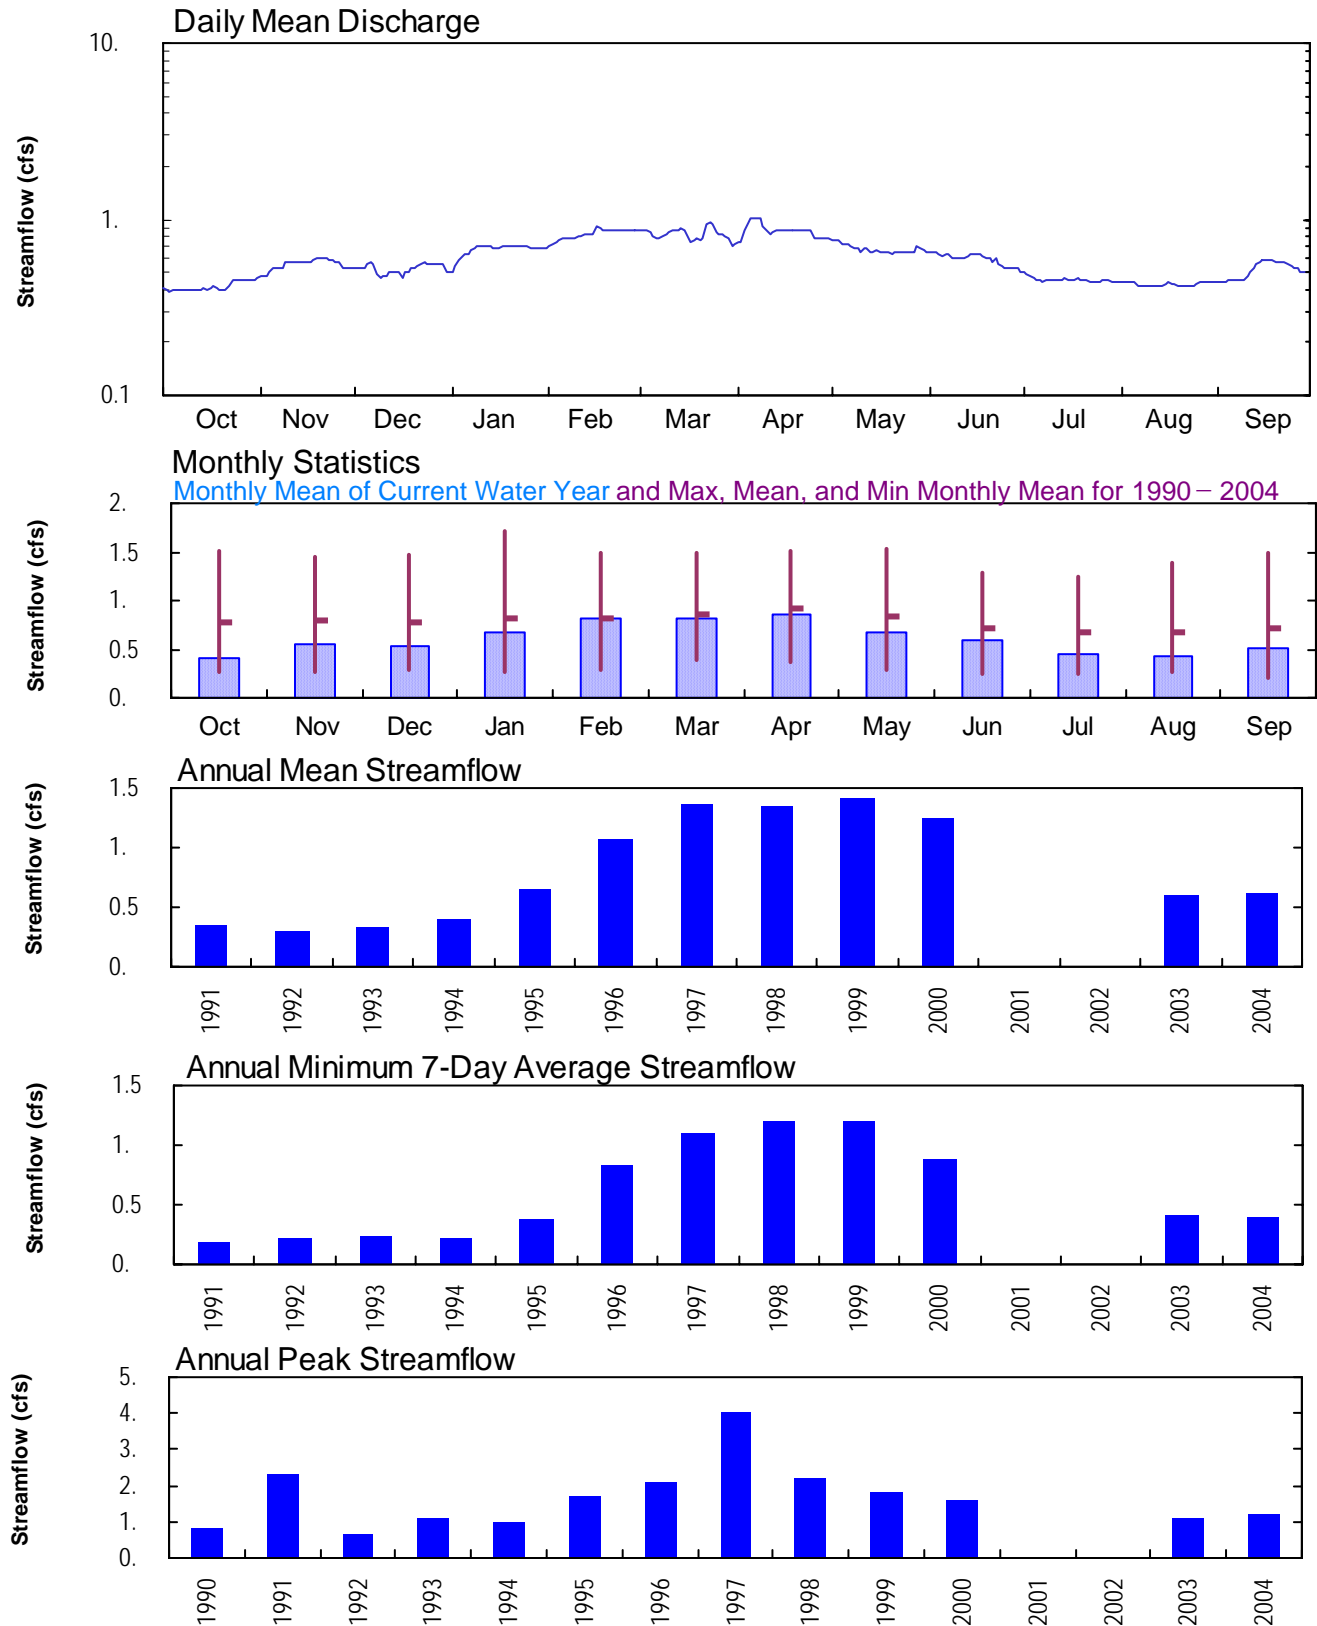 Daily Mean Discharge
Streamflow (cfs)
10.
1.
0.1
Oct Nov Dec Jan Feb Mar Apr May Jun Jul Aug Sep
Monthly Statistics
Monthly Mean of Current Water Year and Max, Mean, and Min Monthly Mean for 1990 – 2004
Streamflow (cfs)
2.
1.5
1.
0.5
0.
Oct Nov Dec Jan Feb Mar Apr May Jun Jul Aug Sep
Annual Mean Streamflow
Streamflow (cfs)
1.5
1.
0.5
0.
1991 1992 1993 1994 1995 1996 1997 1998 1999 2000 2001 2002 2003 2004
Annual Minimum 7-Day Average Streamflow
Streamflow (cfs)
1.5
1.
0.5
0.
1991 1992 1993 1994 1995 1996 1997 1998 1999 2000 2001 2002 2003 2004
Annual Peak Streamflow
Streamflow (cfs)
5.
4.
3.
2.
1.
0.
1990 1991 1992 1993 1994 1995 1996 1997 1998 1999 2000 2001 2002 2003 2004